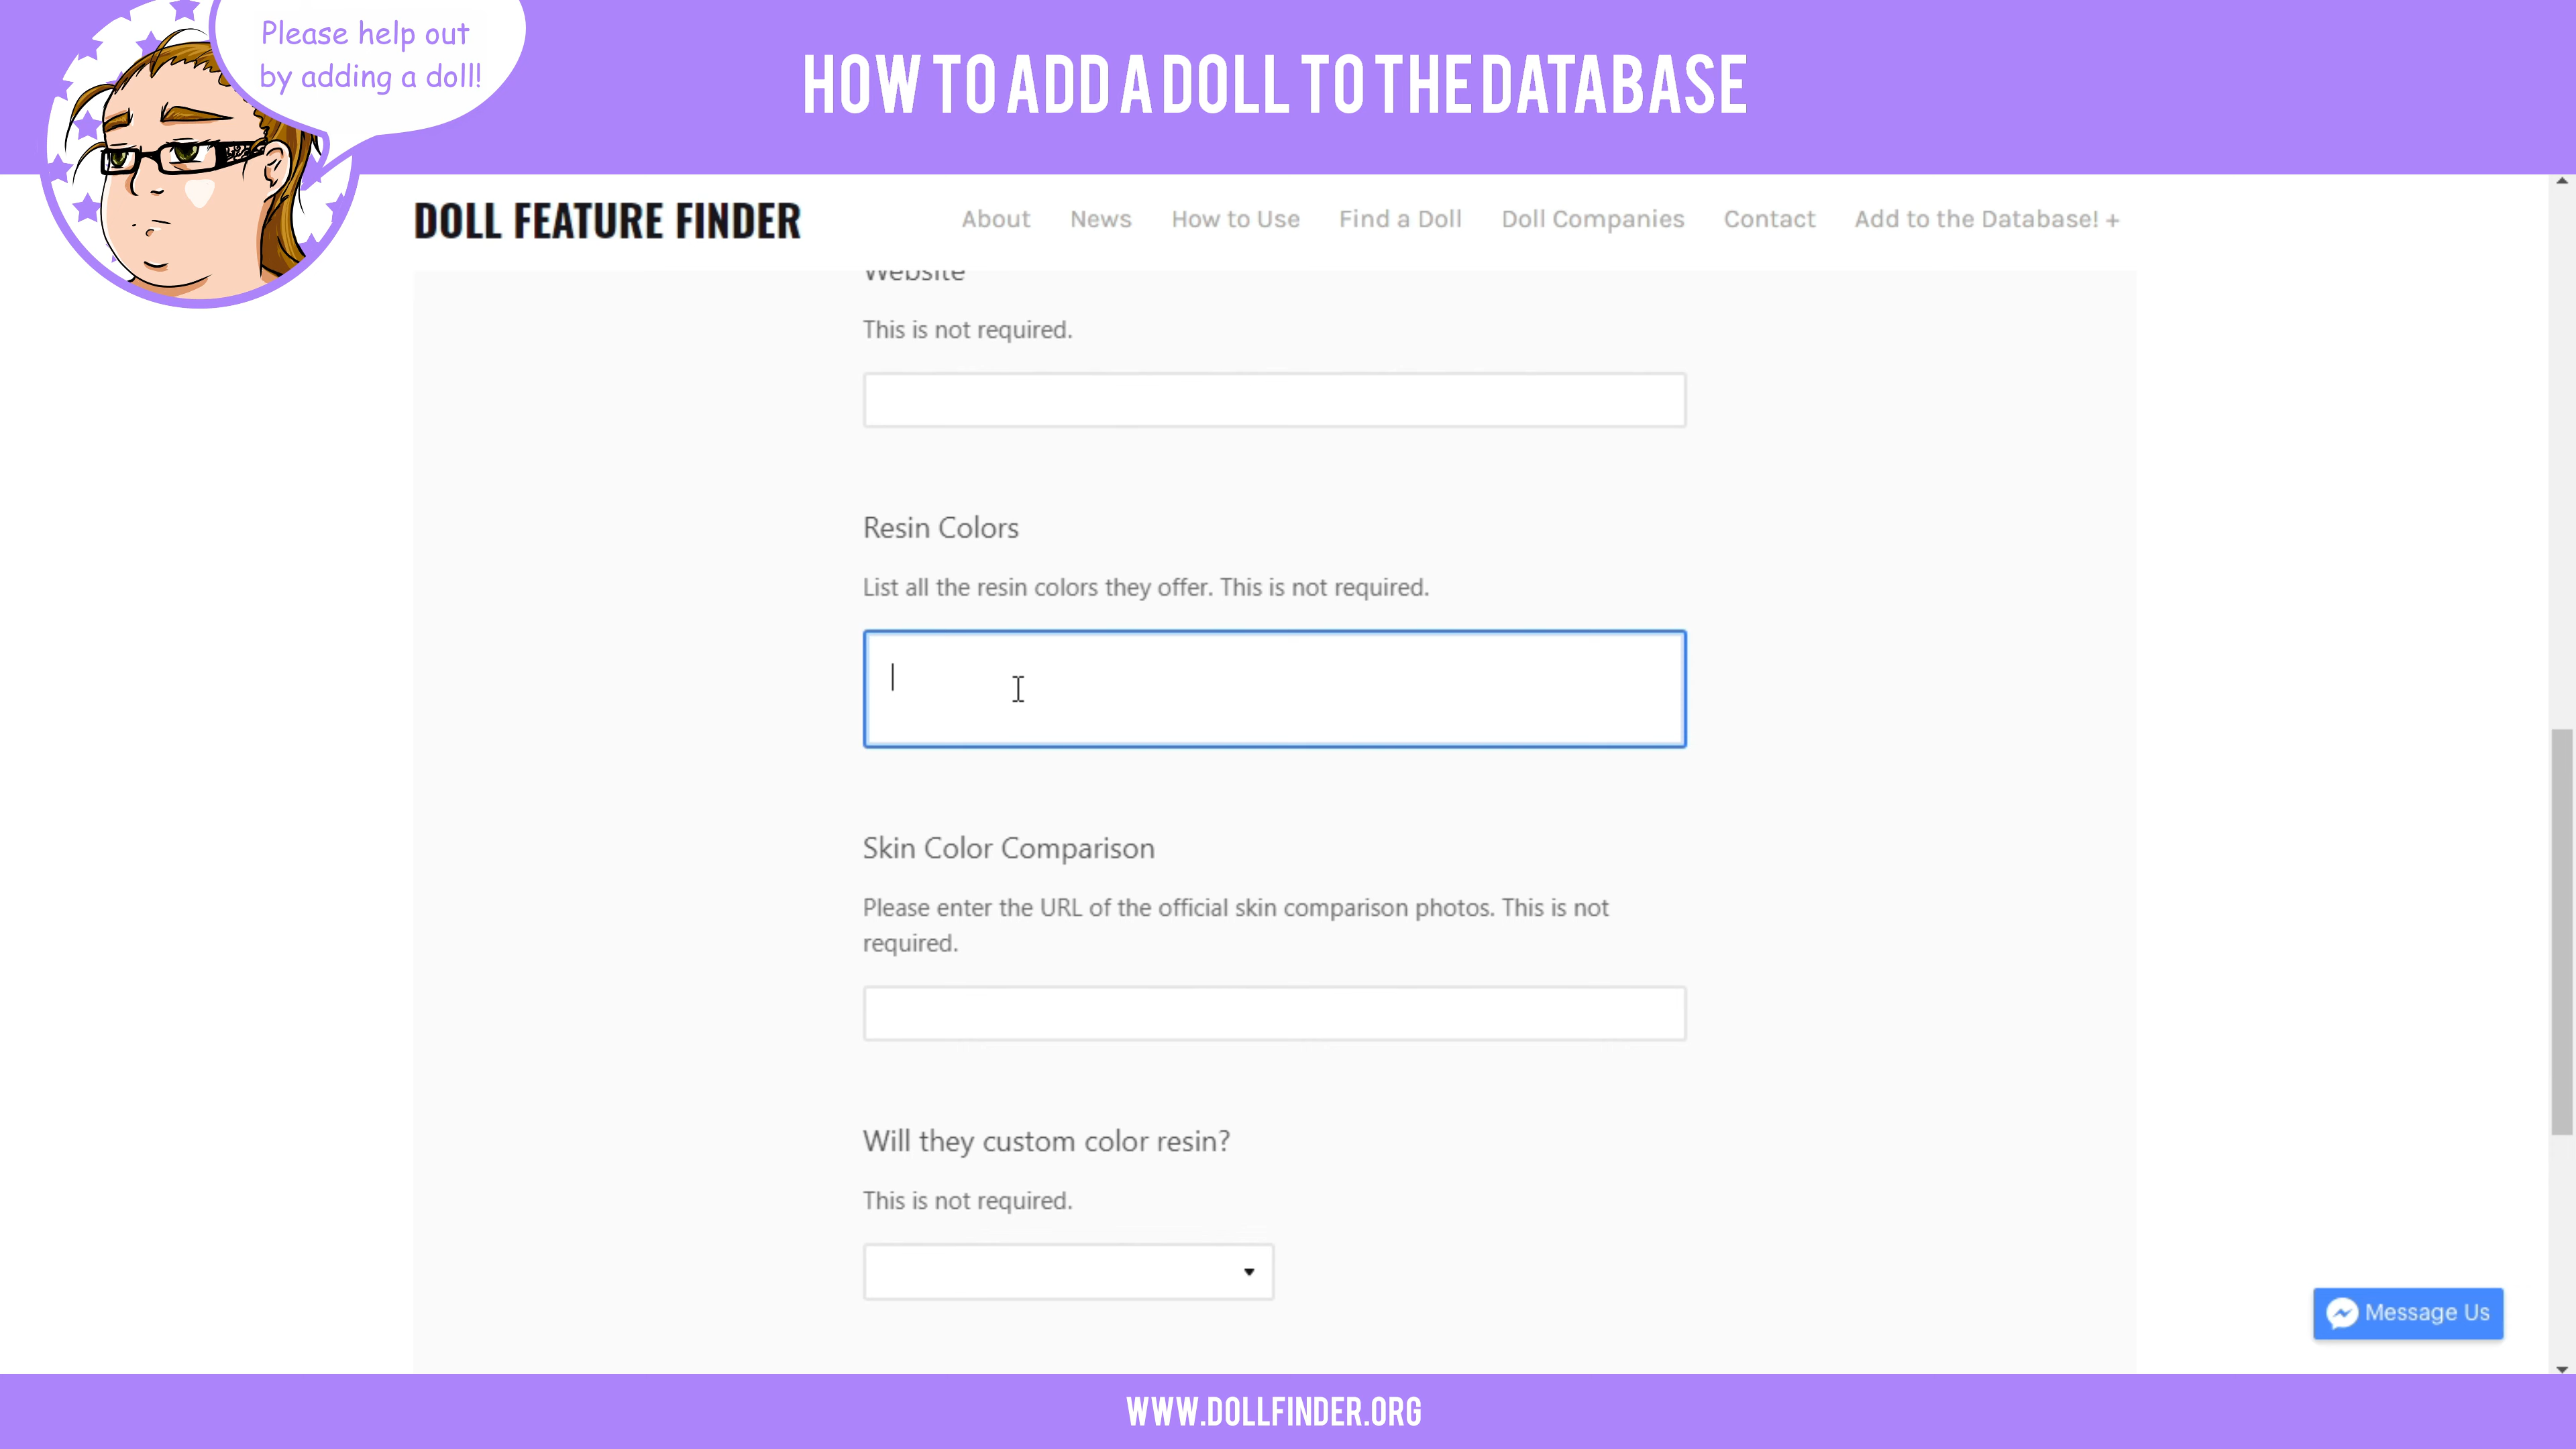 Please help out
by adding a doll!
HOW TO ADD A DOLL TO THE DATABASE
DOLL FEATURE FINDER
About News How to Use Find a Doll Doll Companies Contact Add to the Database! +
Website
This is not required.
Resin Colors
List all the resin colors they offer. This is not required.
Skin Color Comparison
Please enter the URL of the official skin comparison photos. This is not
required.
Will they custom color resin?
This is not required.
Message Us
WWW.DOLLFINDER.ORG